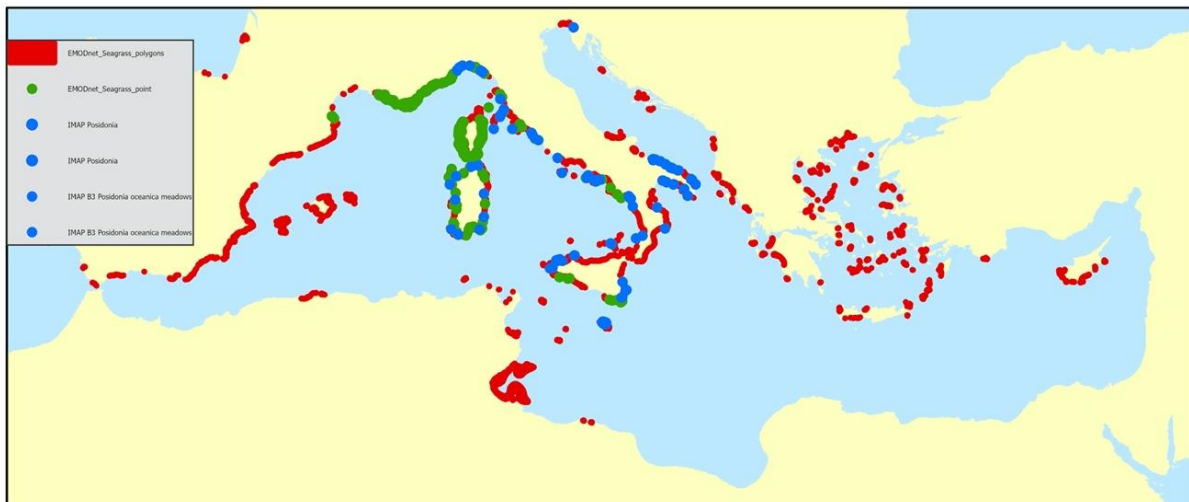 EMODnet_Seagrass_polygons
EMODnet_Seagrass_point
IMAP Posidonia
IMAP Posidonia
IMAP B3 Posidonia oceanica meadows
IMAP B3 Posidonia oceanica meadows